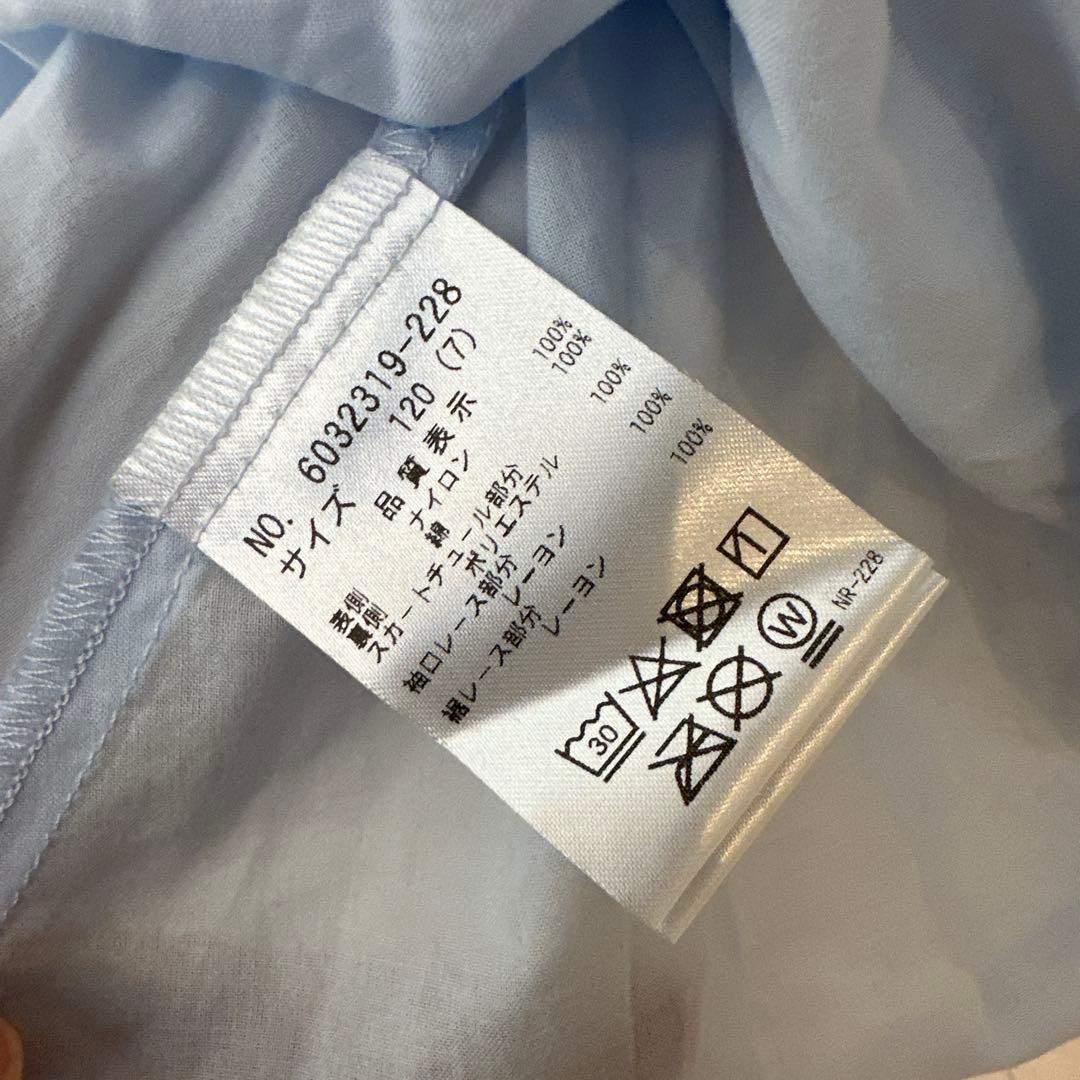 NO. 6032319-228
サイズ 120 (7)
品質表示
表側 ナイロン 100%
裏側 綿 100%
スカートチュール部分
ポリエステル 100%
袖口レース部分
レーヨン 100%
裾レース部分
レーヨン 100%
30
W
NR-228